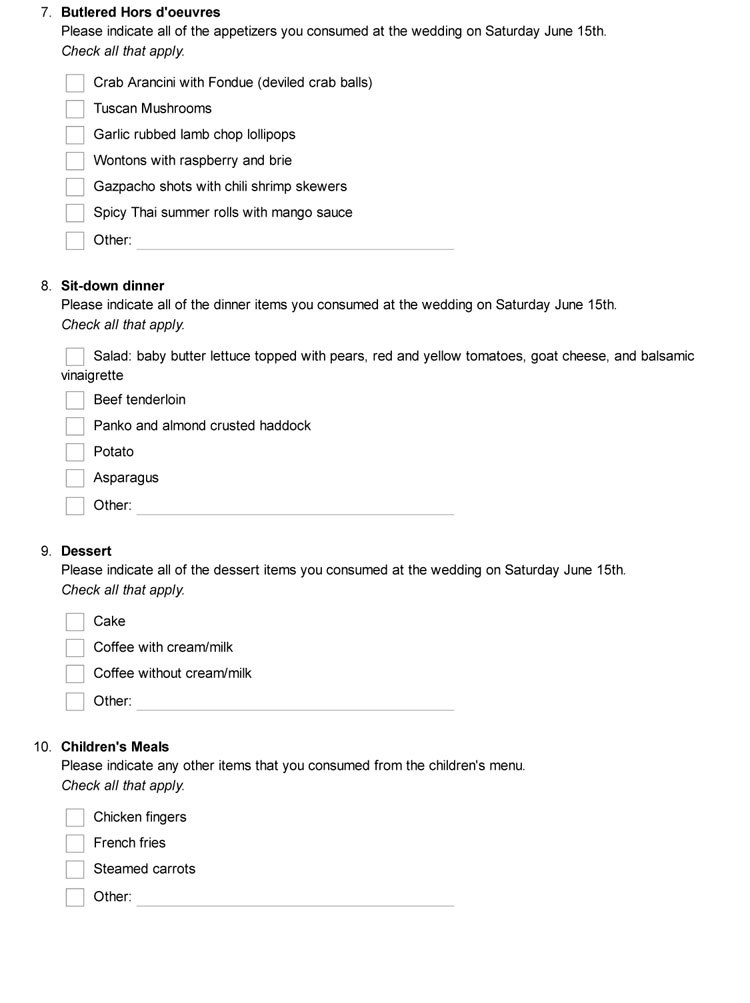 7. Butlered Hors d'oeuvres
Please indicate all of the appetizers you consumed at the wedding on Saturday June 15th.
Check all that apply.
Crab Arancini with Fondue (deviled crab balls)
Tuscan Mushrooms
Garlic rubbed lamb chop lollipops
Wontons with raspberry and brie
Gazpacho shots with chili shrimp skewers
Spicy Thai summer rolls with mango sauce
Other:
8. Sit-down dinner
Please indicate all of the dinner items you consumed at the wedding on Saturday June 15th.
Check all that apply.
Salad: baby butter lettuce topped with pears, red and yellow tomatoes, goat cheese, and balsamic
vinaigrette
Beef tenderloin
Panko and almond crusted haddock
Potato
Asparagus
Other:
9. Dessert
Please indicate all of the dessert items you consumed at the wedding on Saturday June 15th.
Check all that apply.
Cake
Coffee with cream/milk
Coffee without cream/milk
Other:
10. Children's Meals
Please indicate any other items that you consumed from the children's menu.
Check all that apply.
Chicken fingers
French fries
Steamed carrots
Other: